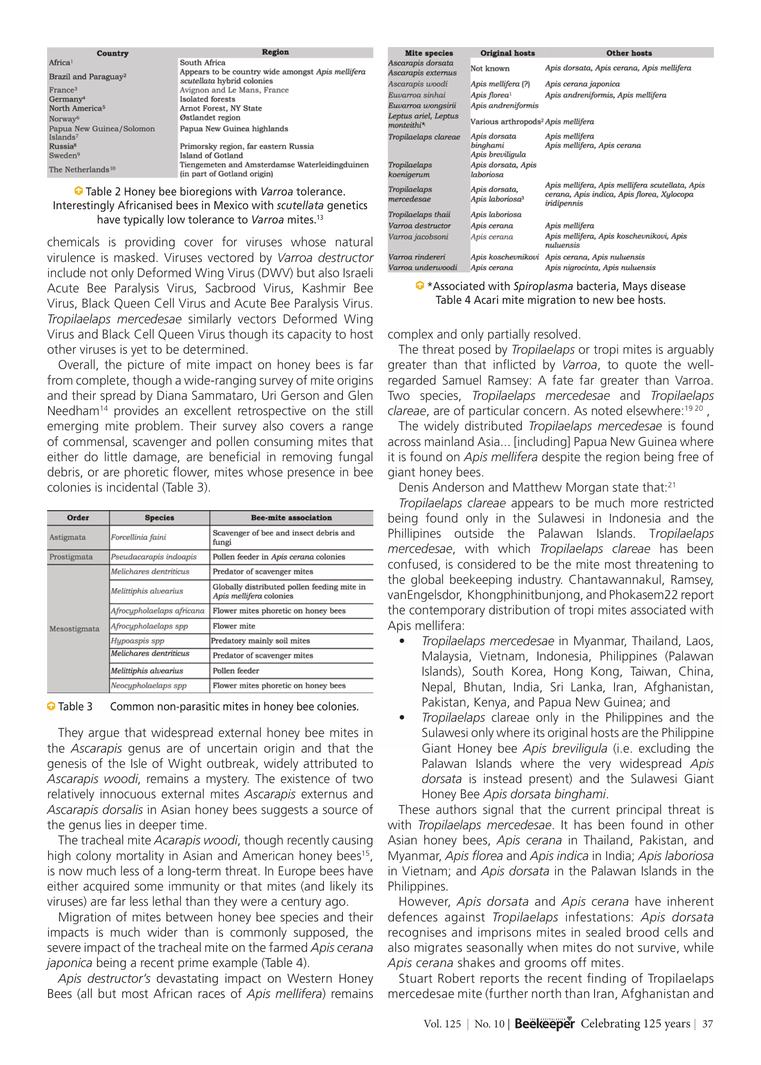 Country Region
Africa¹ South Africa
Brazil and Paraguay² Appears to be country wide amongst Apis mellifera
scutellata hybrid colonies
France³ Avignon and Le Mans, France
Germany⁴ Isolated forests
North America⁵ Arnot Forest, NY State
Norway⁶ Østlandet region
Papua New Guinea/Solomon Papua New Guinea highlands
Islands⁷
Russia⁸ Primorsky region, far eastern Russia
Sweden⁹ Island of Gotland
The Netherlands¹⁰ Tiengemeten and Amsterdamse Waterleidingduinen
(in part of Gotland origin)
Table 2 Honey bee bioregions with Varroa tolerance.
Interestingly Africanised bees in Mexico with scutellata genetics
have typically low tolerance to Varroa mites.¹³
chemicals is providing cover for viruses whose natural
virulence is masked. Viruses vectored by Varroa destructor
include not only Deformed Wing Virus (DWV) but also Israeli
Acute Bee Paralysis Virus, Sacbrood Virus, Kashmir Bee
Virus, Black Queen Cell Virus and Acute Bee Paralysis Virus.
Tropilaelaps mercedesae similarly vectors Deformed Wing
Virus and Black Cell Queen Virus though its capacity to host
other viruses is yet to be determined.
Overall, the picture of mite impact on honey bees is far
from complete, though a wide-ranging survey of mite origins
and their spread by Diana Sammataro, Uri Gerson and Glen
Needham¹⁴ provides an excellent retrospective on the still
emerging mite problem. Their survey also covers a range
of commensal, scavenger and pollen consuming mites that
either do little damage, are beneficial in removing fungal
debris, or are phoretic flower, mites whose presence in bee
colonies is incidental (Table 3).
Order Species Bee-mite association
Astigmata Forcellinia faini Scavenger of bee and insect debris and
fungi
Prostigmata Pseudacarapis indoapis Pollen feeder in Apis cerana colonies
Mesostigmata Melichares dentriticus Predator of scavenger mites
Melittiphis alvearius Globally distributed pollen feeding mite in
Apis mellifera colonies
Afrocypholaelaps africana Flower mites phoretic on honey bees
Afrocypholaelaps spp Flower mite
Hypoaspis spp Predatory mainly soil mites
Melichares dentriticus Predator of scavenger mites
Melittiphis alvearius Pollen feeder
Neocypholaelaps spp Flower mites phoretic on honey bees
Table 3 Common non-parasitic mites in honey bee colonies.
They argue that widespread external honey bee mites in
the Ascarapis genus are of uncertain origin and that the
genesis of the Isle of Wight outbreak, widely attributed to
Ascarapis woodi, remains a mystery. The existence of two
relatively innocuous external mites Ascarapis externus and
Ascarapis dorsalis in Asian honey bees suggests a source of
the genus lies in deeper time.
The tracheal mite Acarapis woodi, though recently causing
high colony mortality in Asian and American honey bees¹⁵,
is now much less of a long-term threat. In Europe bees have
either acquired some immunity or that mites (and likely its
viruses) are far less lethal than they were a century ago.
Migration of mites between honey bee species and their
impacts is much wider than is commonly supposed, the
severe impact of the tracheal mite on the farmed Apis cerana
japonica being a recent prime example (Table 4).
Apis destructor's devastating impact on Western Honey
Bees (all but most African races of Apis mellifera) remains
Mite species Original hosts Other hosts
Ascarapis dorsata
Ascarapis externus Not known Apis dorsata, Apis cerana, Apis mellifera
Ascarapis woodi Apis mellifera (?) Apis cerana japonica
Euvarroa sinhai Apis florea¹ Apis andreniformis, Apis mellifera
Euvarroa wongsirii Apis andreniformis
Leptus ariel, Leptus
monteithi*² Various arthropods² Apis mellifera
Tropilaelaps clareae Apis dorsata Apis mellifera
binghami Apis mellifera, Apis cerana
Apis breviligula
Tropilaelaps Apis dorsata, Apis
koenigerum laboriosa
Tropilaelaps
mercedesae Apis dorsata,
Apis laboriosa³ Apis mellifera, Apis mellifera scutellata, Apis
cerana, Apis indica, Apis florea, Xylocopa
iridipennis
Tropilaelaps thaii Apis laboriosa
Varroa destructor Apis cerana Apis mellifera
Varroa jacobsoni Apis cerana Apis mellifera, Apis koschevnikovi, Apis
nuluensis
Varroa rindereri Apis koschevnikovi Apis cerana, Apis nuluensis
Varroa underwoodi Apis cerana Apis nigrocinta, Apis nuluensis
*Associated with Spiroplasma bacteria, Mays disease
Table 4 Acari mite migration to new bee hosts.
complex and only partially resolved.
The threat posed by Tropilaelaps or tropi mites is arguably
greater than that inflicted by Varroa, to quote the well-
regarded Samuel Ramsey: A fate far greater than Varroa.
Two species, Tropilaelaps mercedesae and Tropilaelaps
clareae, are of particular concern. As noted elsewhere:¹⁹ ²⁰ ,
The widely distributed Tropilaelaps mercedesae is found
across mainland Asia... [including] Papua New Guinea where
it is found on Apis mellifera despite the region being free of
giant honey bees.
Denis Anderson and Matthew Morgan state that:²¹
Tropilaelaps clareae appears to be much more restricted
being found only in the Sulawesi in Indonesia and the
Phillipines outside the Palawan Islands. Tropilaelaps
mercedesae, with which Tropilaelaps clareae has been
confused, is considered to be the mite most threatening to
the global beekeeping industry. Chantawannakul, Ramsey,
vanEngelsdor, Khongphinitbunjong, and Phokasem22 report
the contemporary distribution of tropi mites associated with
Apis mellifera:
• Tropilaelaps mercedesae in Myanmar, Thailand, Laos,
Malaysia, Vietnam, Indonesia, Philippines (Palawan
Islands), South Korea, Hong Kong, Taiwan, China,
Nepal, Bhutan, India, Sri Lanka, Iran, Afghanistan,
Pakistan, Kenya, and Papua New Guinea; and
• Tropilaelaps clareae only in the Philippines and the
Sulawesi only where its original hosts are the Philippine
Giant Honey bee Apis breviligula (i.e. excluding the
Palawan Islands where the very widespread Apis
dorsata is instead present) and the Sulawesi Giant
Honey Bee Apis dorsata binghami.
These authors signal that the current principal threat is
with Tropilaelaps mercedesae. It has been found in other
Asian honey bees, Apis cerana in Thailand, Pakistan, and
Myanmar, Apis florea and Apis indica in India; Apis laboriosa
in Vietnam; and Apis dorsata in the Palawan Islands in the
Philippines.
However, Apis dorsata and Apis cerana have inherent
defences against Tropilaelaps infestations: Apis dorsata
recognises and imprisons mites in sealed brood cells and
also migrates seasonally when mites do not survive, while
Apis cerana shakes and grooms off mites.
Stuart Robert reports the recent finding of Tropilaelaps
mercedesae mite (further north than Iran, Afghanistan and
Vol. 125 | No. 10 | Beekeeper Celebrating 125 years | 37